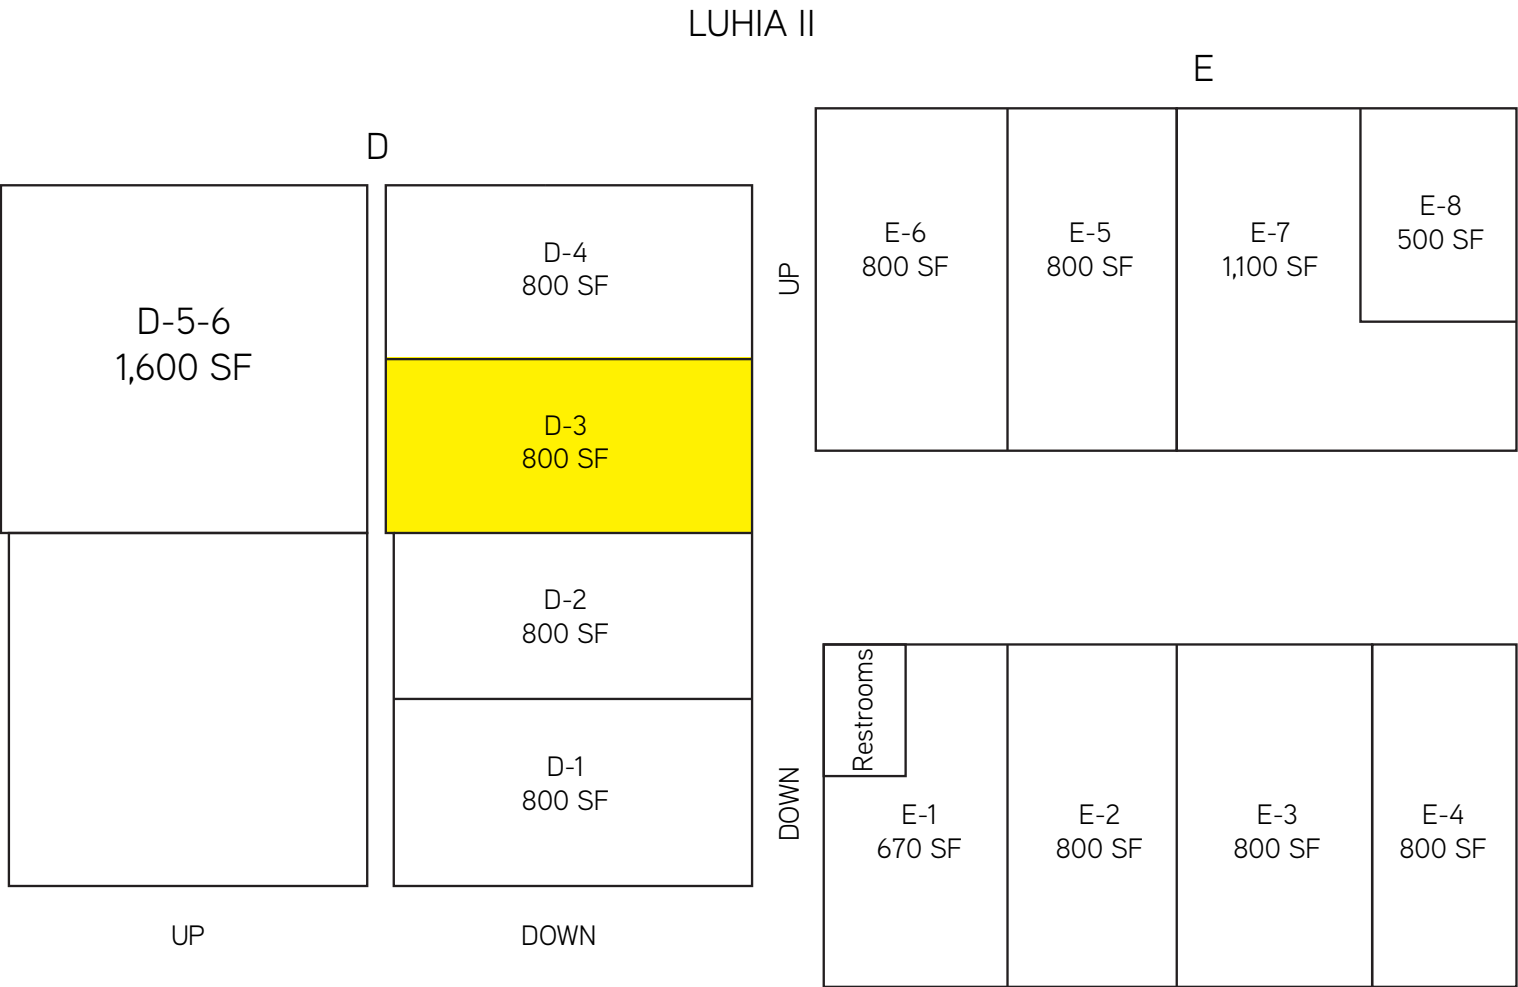 LUHIA II
D
D-5-6
1,600 SF
D-4
800 SF
D-3
800 SF
D-2
800 SF
D-1
800 SF
UP
DOWN
E
UP
E-6
800 SF
E-5
800 SF
E-7
1,100 SF
E-8
500 SF
DOWN
Restrooms
E-1
670 SF
E-2
800 SF
E-3
800 SF
E-4
800 SF